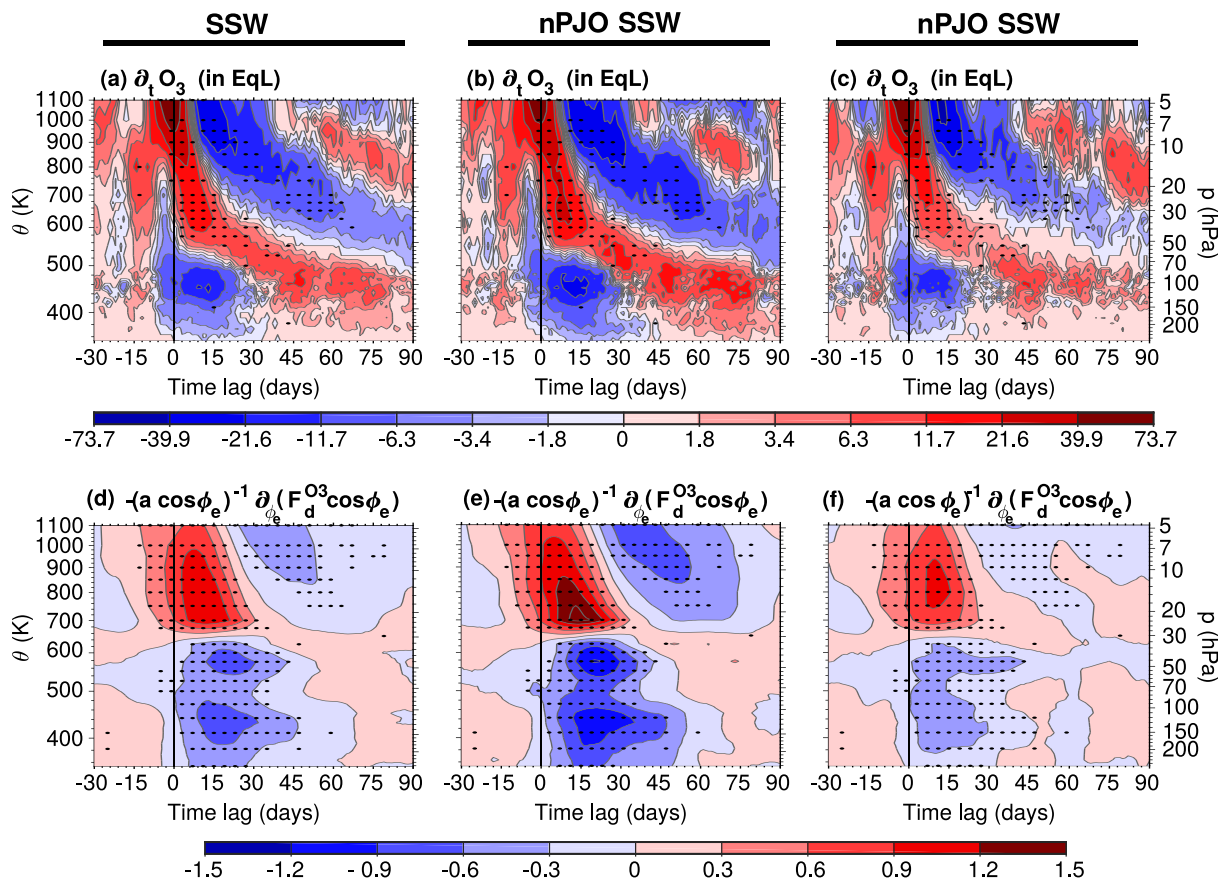 SSW nPJO SSW nPJO SSW
(a) ∂t O3 (in EqL) (b) ∂t O3 (in EqL) (c) ∂t O3 (in EqL)
θ (K)
1100
1000
900
800
700
600
500
400
5
7
10
20
30
50
70
100
150
200
p (hPa)
-30 -15 0 15 30 45 60 75 90 -30 -15 0 15 30 45 60 75 90 -30 -15 0 15 30 45 60 75 90
Time lag (days) Time lag (days) Time lag (days)
-73.7 -39.9 -21.6 -11.7 -6.3 -3.4 -1.8 0 1.8 3.4 6.3 11.7 21.6 39.9 73.7
(d) -(a cosϕe)-1 ∂ϕe(FdO3cosϕe) (e) -(a cosϕe)-1 ∂ϕe(FdO3cosϕe) (f) -(a cos ϕe)-1 ∂ϕe(FdO3cosϕe)
θ (K)
1100
1000
900
800
700
600
500
400
5
7
10
20
30
50
70
100
150
200
p (hPa)
-30 -15 0 15 30 45 60 75 90 -30 -15 0 15 30 45 60 75 90 -30 -15 0 15 30 45 60 75 90
Time lag (days) Time lag (days) Time lag (days)
-1.5 -1.2 -0.9 -0.6 -0.3 0 0.3 0.6 0.9 1.2 1.5